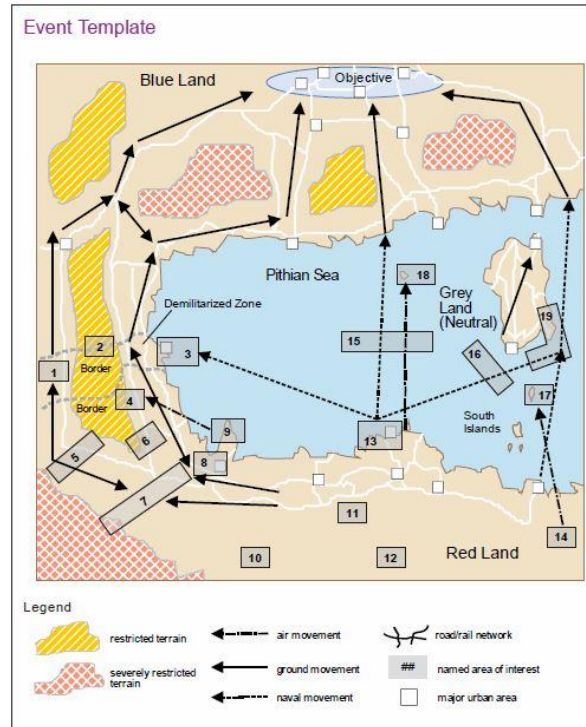 Event Template
Blue Land
Objective
Pithian Sea
Demilitarized Zone
Grey
Land
(Neutral)
18
15
19
16
2
3
1
Border
Border
4
17
South
Islands
9
5
6
13
8
7
11
14
10
12
Red Land
Legend
restricted terrain
air movement
road/rail network
severely restricted
terrain
ground movement
##
named area of interest
naval movement
major urban area